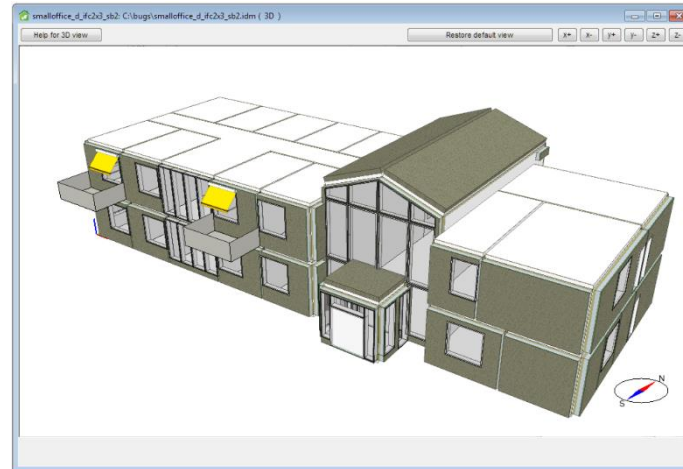 smalloffice_d_ifc2x3_sb2: C:\bugs\smalloffice_d_ifc2x3_sb2.idm ( 3D )
Help for 3D view Restore default view x+ x- y+ y- z+ z-
N
S